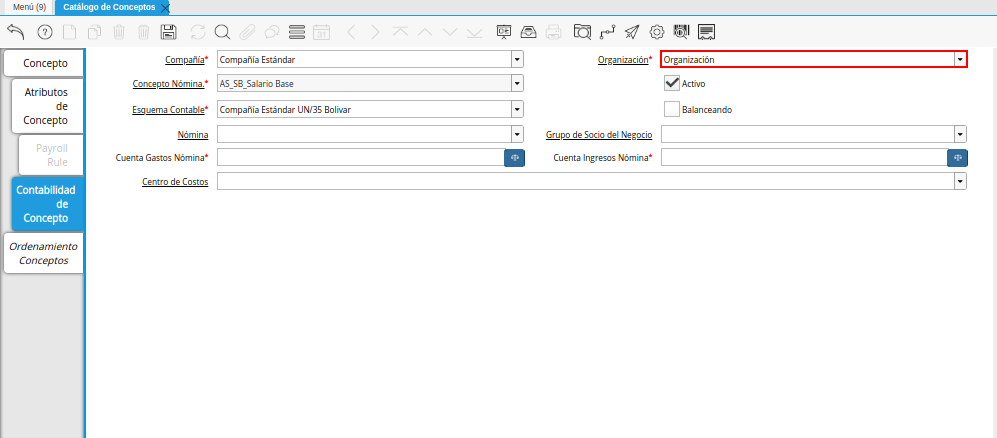 Menú (9)
Catálogo de Conceptos
Concepto
Atributos
de
Concepto
Payroll
Rule
Contabilidad
de
Concepto
Ordenamiento
Conceptos
Compañía* Compañía Estándar Organización* Organización
Concepto Nómina.* AS_SB_Salario Base Activo
Esquema Contable* Compañía Estándar UN/35 Bolivar Balanceando
Nómina Grupo de Socio del Negocio
Cuenta Gastos Nómina* Cuenta Ingresos Nómina*
Centro de Costos